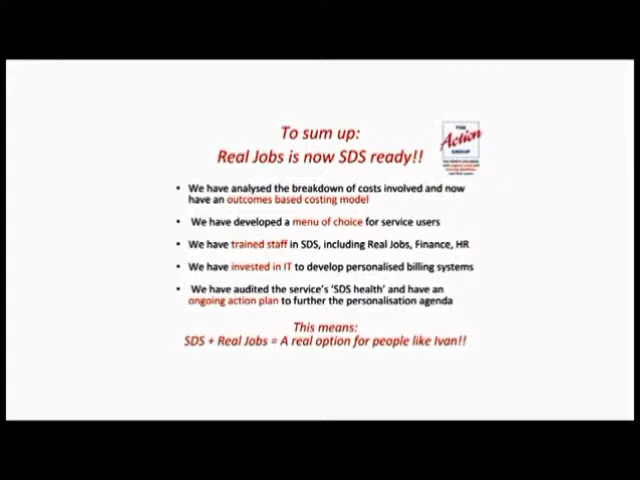 To sum up:
Real Jobs is now SDS ready!!
THE
Action
GROUP
• We have analysed the breakdown of costs involved and now
have an outcomes based costing model
• We have developed a menu of choice for service users
• We have trained staff in SDS, including Real Jobs, Finance, HR
• We have invested in IT to develop personalised billing systems
• We have audited the service's 'SDS health' and have an
ongoing action plan to further the personalisation agenda
This means:
SDS + Real Jobs = A real option for people like Ivan!!